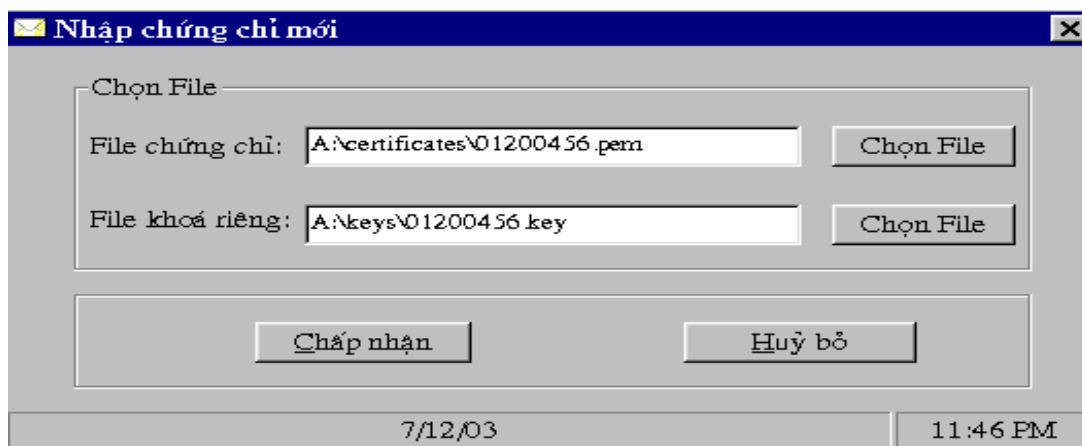 Nhập chứng chỉ mới
Chọn File
File chứng chỉ: A:\certificates\01200456.pem Chọn File
File khoá riêng: A:\keys\01200456.key Chọn File
Chấp nhận Huỷ bỏ
7/12/03 11:46 PM